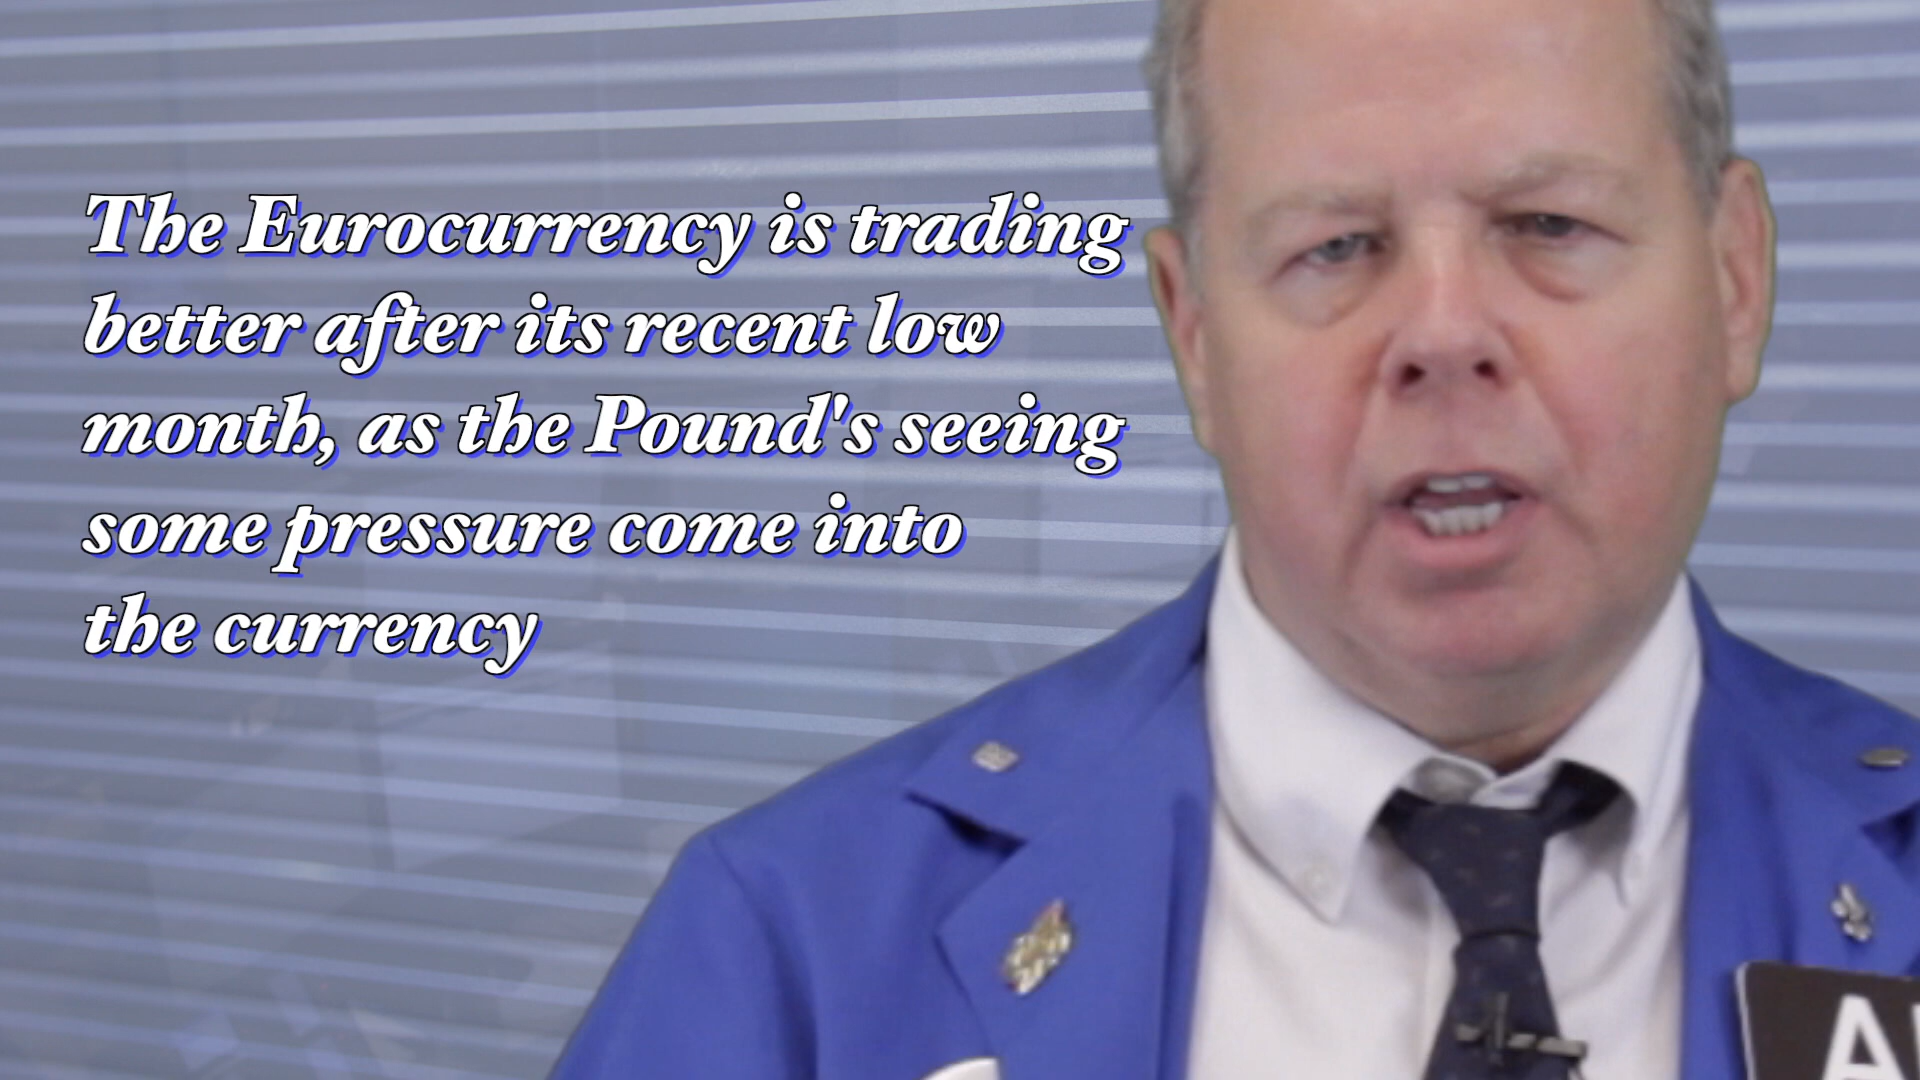 The Eurocurrency is trading
better after its recent low
month, as the Pound's seeing
some pressure come into
the currency